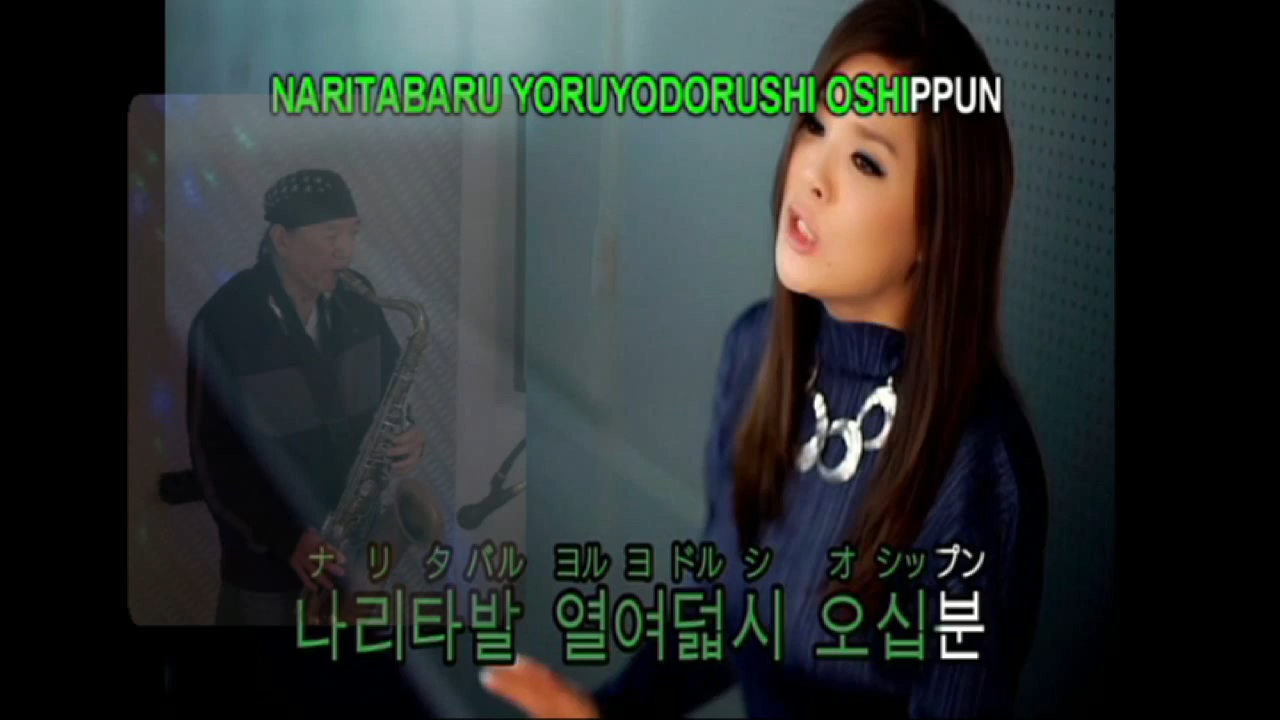 NARITABARU YORUYODORUSHI OSHIPPUN
ナ リ タ バル ヨル ヨ ドル シ オ シッ プン
나리타발 열여덟시 오십분